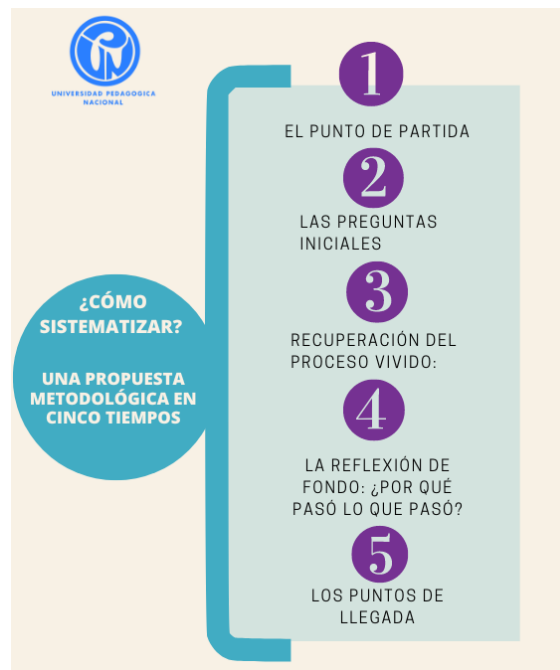 UNIVERSIDAD PEDAGOGICA
NACIONAL
¿CÓMO
SISTEMATIZAR?
UNA PROPUESTA
METODOLÓGICA EN
CINCO TIEMPOS
1
EL PUNTO DE PARTIDA
2
LAS PREGUNTAS
INICIALES
3
RECUPERACIÓN DEL
PROCESO VIVIDO:
4
LA REFLEXIÓN DE
FONDO: ¿POR QUÉ
PASÓ LO QUE PASÓ?
5
LOS PUNTOS DE
LLEGADA